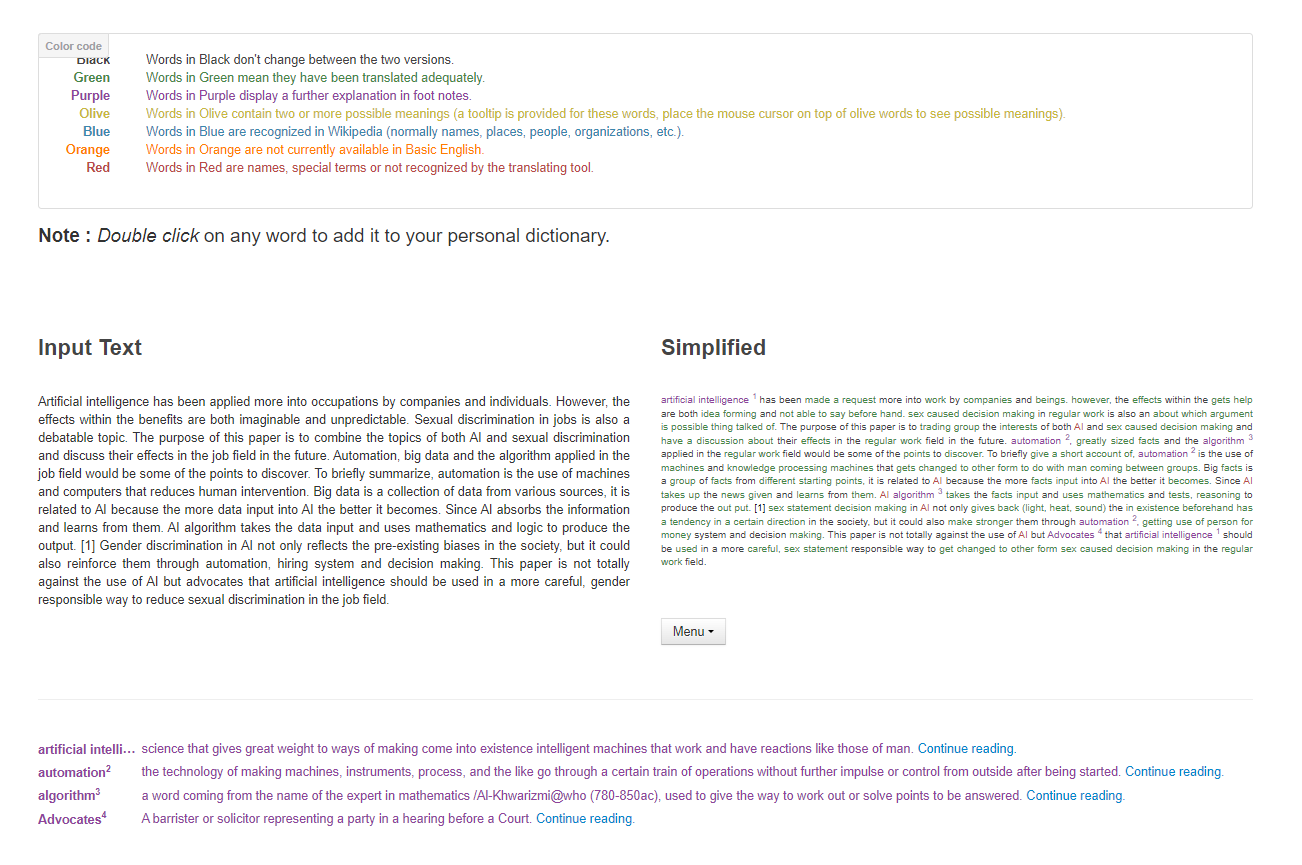 Color code
Black Words in Black don't change between the two versions.
Green Words in Green mean they have been translated adequately.
Purple Words in Purple display a further explanation in foot notes.
Olive Words in Olive contain two or more possible meanings (a tooltip is provided for these words, place the mouse cursor on top of olive words to see possible meanings).
Blue Words in Blue are recognized in Wikipedia (normally names, places, people, organizations, etc.).
Orange Words in Orange are not currently available in Basic English.
Red Words in Red are names, special terms or not recognized by the translating tool.
Note : Double click on any word to add it to your personal dictionary.
Input Text
Artificial intelligence has been applied more into occupations by companies and individuals. However, the
effects within the benefits are both imaginable and unpredictable. Sexual discrimination in jobs is also a
debatable topic. The purpose of this paper is to combine the topics of both AI and sexual discrimination
and discuss their effects in the job field in the future. Automation, big data and the algorithm applied in the
job field would be some of the points to discover. To briefly summarize, automation is the use of machines
and computers that reduces human intervention. Big data is a collection of data from various sources, it is
related to AI because the more data input into AI the better it becomes. Since AI absorbs the information
and learns from them. AI algorithm takes the data input and uses mathematics and logic to produce the
output. [1] Gender discrimination in AI not only reflects the pre-existing biases in the society, but it could
also reinforce them through automation, hiring system and decision making. This paper is not totally
against the use of AI but advocates that artificial intelligence should be used in a more careful, gender
responsible way to reduce sexual discrimination in the job field.
Simplified
artificial intelligence 1 has been made a request more into work by companies and beings. however, the effects within the gets help
are both idea forming and not able to say before hand. sex caused decision making in regular work is also an about which argument
is possible thing talked of. The purpose of this paper is to trading group the interests of both AI and sex caused decision making and
have a discussion about their effects in the regular work field in the future. automation 2, greatly sized facts and the algorithm 3
applied in the regular work field would be some of the points to discover. To briefly give a short account of, automation 2 is the use of
machines and knowledge processing machines that gets changed to other form to do with man coming between groups. Big facts is
a group of facts from different starting points, it is related to AI because the more facts input into AI the better it becomes. Since AI
takes up the news given and learns from them. AI algorithm 3 takes the facts input and uses mathematics and tests, reasoning to
produce the out put. [1] sex statement decision making in AI not only gives back (light, heat, sound) the in existence beforehand has
a tendency in a certain direction in the society, but it could also make stronger them through automation 2, getting use of person for
money system and decision making. This paper is not totally against the use of AI but Advocates 4 that artificial intelligence 1 should
be used in a more careful, sex statement responsible way to get changed to other form sex caused decision making in the regular
work field.
Menu
artificial intelli... science that gives great weight to ways of making come into existence intelligent machines that work and have reactions like those of man. Continue reading.
automation2 the technology of making machines, instruments, process, and the like go through a certain train of operations without further impulse or control from outside after being started. Continue reading.
algorithm3 a word coming from the name of the expert in mathematics /Al-Khwarizmi@who (780-850ac), used to give the way to work out or solve points to be answered. Continue reading.
Advocates4 A barrister or solicitor representing a party in a hearing before a Court. Continue reading.